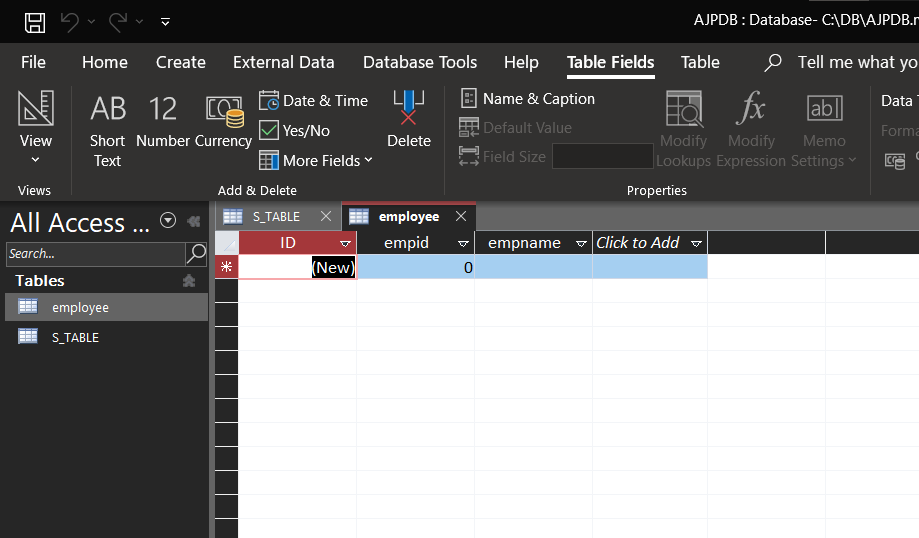 AJPDB : Database- C:\DB\AJPDB.m
File Home Create External Data Database Tools Help Table Fields Table Tell me what yo
View
Views
AB
Short
Text
12
Number
Currency
Date & Time
Yes/No
More Fields
Delete
Add & Delete
Name & Caption
Default Value
Field Size
Modify
Lookups
fx
Modify
Expression
ab
Memo
Settings
Properties
Data T
Forma
All Access ...
Search...
Tables
employee
S_TABLE
S_TABLE employee
ID empid empname Click to Add
(New) 0